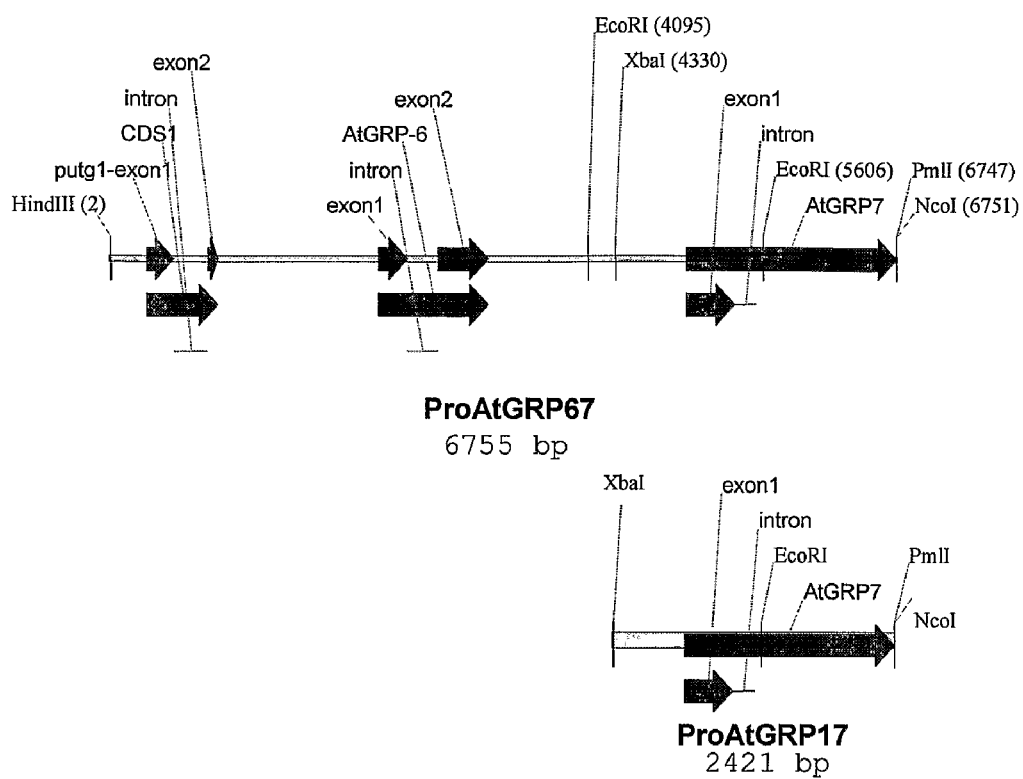 EcoRI (4095)
exon2
XbaI (4330)
intron
exon2
exon1
CDS1
AtGRP-6
intron
putg1-exon1
intron
EcoRI (5606)
PmlI (6747)
HindIII (2)
exon1
AtGRP7
NcoI (6751)
ProAtGRP67
6755 bp
XbaI
exon1
intron
EcoRI
PmlI
AtGRP7
NcoI
ProAtGRP17
2421 bp